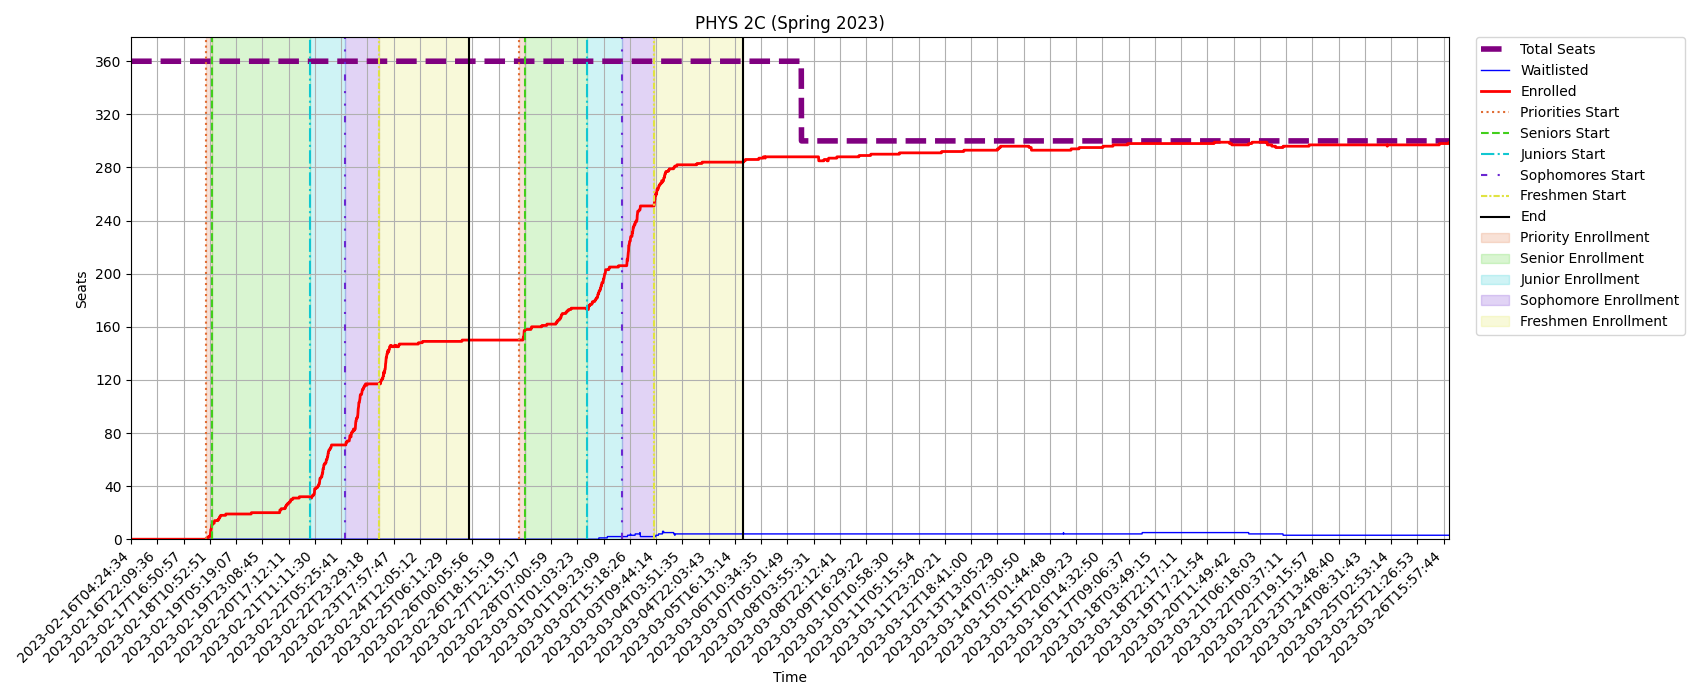 PHYS 2C (Spring 2023)
Total Seats
Waitlisted
Enrolled
Priorities Start
Seniors Start
Juniors Start
Sophomores Start
Freshmen Start
End
Priority Enrollment
Senior Enrollment
Junior Enrollment
Sophomore Enrollment
Freshmen Enrollment
Seats
360
320
280
240
200
160
120
80
40
0
2023-02-16T04:24:34
2023-02-16T22:09:36
2023-02-17T16:50:57
2023-02-18T10:52:51
2023-02-19T05:19:07
2023-02-19T23:08:45
2023-02-20T17:12:11
2023-02-21T11:11:30
2023-02-22T05:25:41
2023-02-22T23:29:18
2023-02-23T17:57:47
2023-02-24T12:05:12
2023-02-25T06:11:29
2023-02-26T00:05:56
2023-02-26T18:15:19
2023-02-27T12:15:17
2023-02-28T07:00:59
2023-03-01T01:03:23
2023-03-01T19:23:09
2023-03-02T15:18:26
2023-03-03T09:44:14
2023-03-04T03:51:35
2023-03-04T22:03:43
2023-03-05T16:13:14
2023-03-06T10:34:35
2023-03-07T05:01:49
2023-03-08T03:55:31
2023-03-08T22:12:41
2023-03-09T16:29:22
2023-03-10T10:58:30
2023-03-11T05:15:54
2023-03-11T23:20:21
2023-03-12T18:41:00
2023-03-13T13:05:29
2023-03-14T07:30:50
2023-03-15T01:44:48
2023-03-15T20:09:23
2023-03-16T14:32:50
2023-03-17T09:06:37
2023-03-18T03:49:15
2023-03-18T22:17:11
2023-03-19T17:21:54
2023-03-20T11:49:42
2023-03-21T06:18:03
2023-03-22T00:37:11
2023-03-22T19:15:57
2023-03-23T13:48:40
2023-03-24T08:31:43
2023-03-25T02:53:14
2023-03-25T21:26:53
2023-03-26T15:57:44
Time